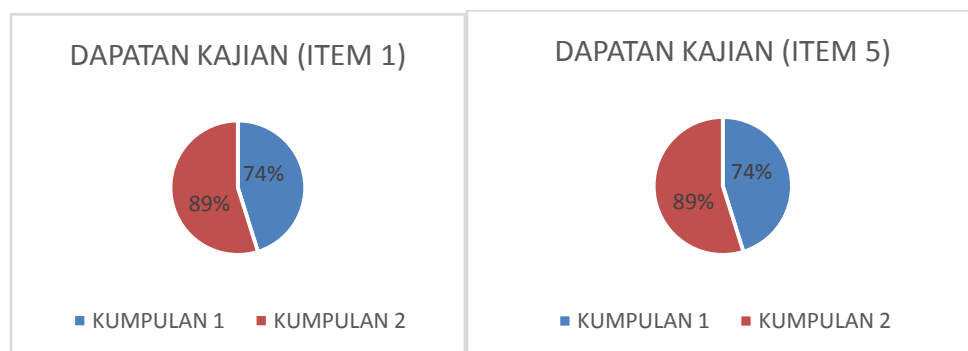 DAPATAN KAJIAN (ITEM 1)
74%
89%
KUMPULAN 1
KUMPULAN 2
DAPATAN KAJIAN (ITEM 5)
74%
89%
KUMPULAN 1
KUMPULAN 2